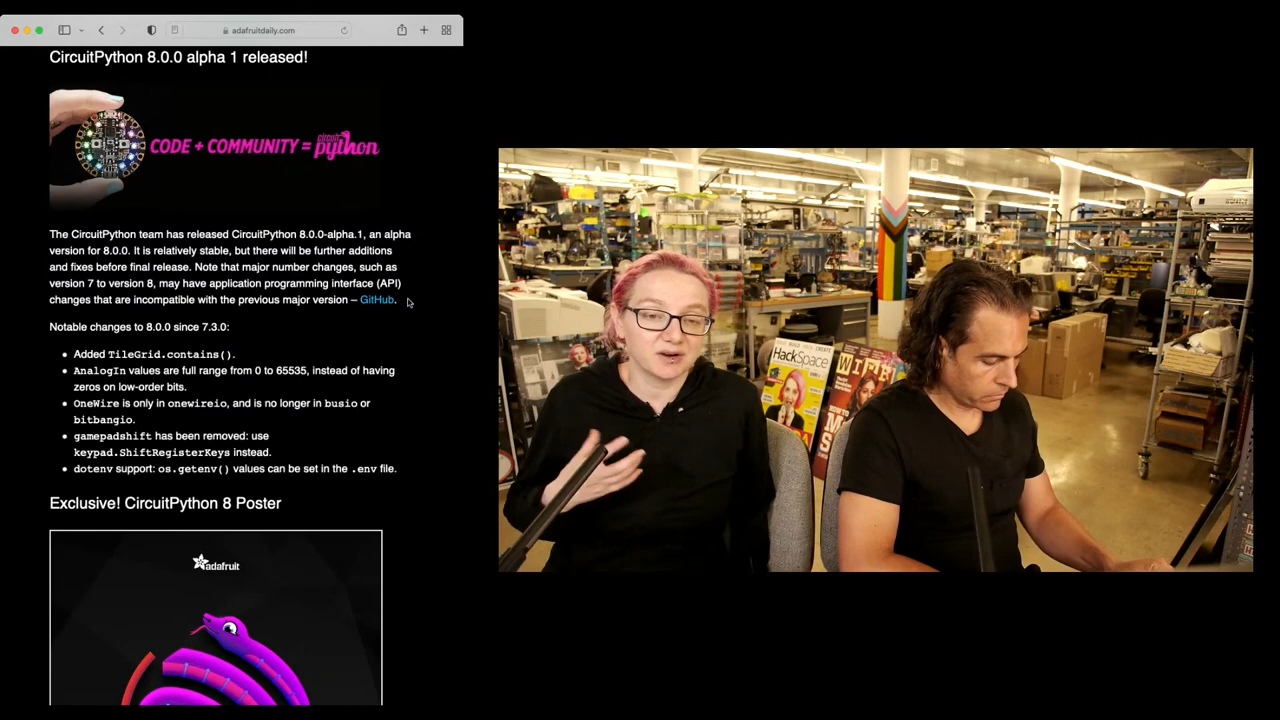 adafruitdaily.com
CircuitPython 8.0.0 alpha 1 released!
CODE + COMMUNITY = circuit python
The CircuitPython team has released CircuitPython 8.0.0-alpha.1, an alpha
version for 8.0.0. It is relatively stable, but there will be further additions
and fixes before final release. Note that major number changes, such as
version 7 to version 8, may have application programming interface (API)
changes that are incompatible with the previous major version – GitHub.
Notable changes to 8.0.0 since 7.3.0:
• Added TileGrid.contains().
• AnalogIn values are full range from 0 to 65535, instead of having
zeros on low-order bits.
• OneWire is only in onewireio, and is no longer in busio or
bitbangio.
• gamepadshift has been removed: use
keypad.ShiftRegisterKeys instead.
• dotenv support: os.getenv() values can be set in the .env file.
Exclusive! CircuitPython 8 Poster
adafruit
HackSpace
WIRED